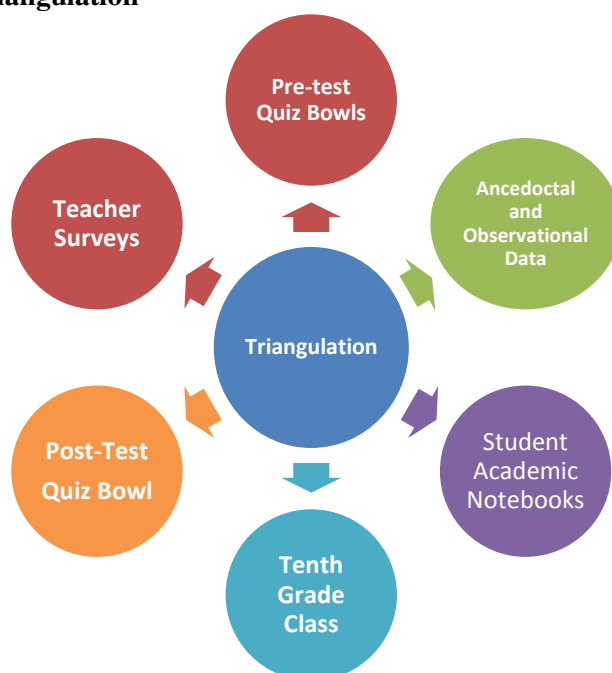 angulation
Pre-test
Quiz Bowls
Teacher
Surveys
Ancedoctal
and
Observational
Data
Triangulation
Post-Test
Quiz Bowl
Student
Academic
Notebooks
Tenth
Grade
Class